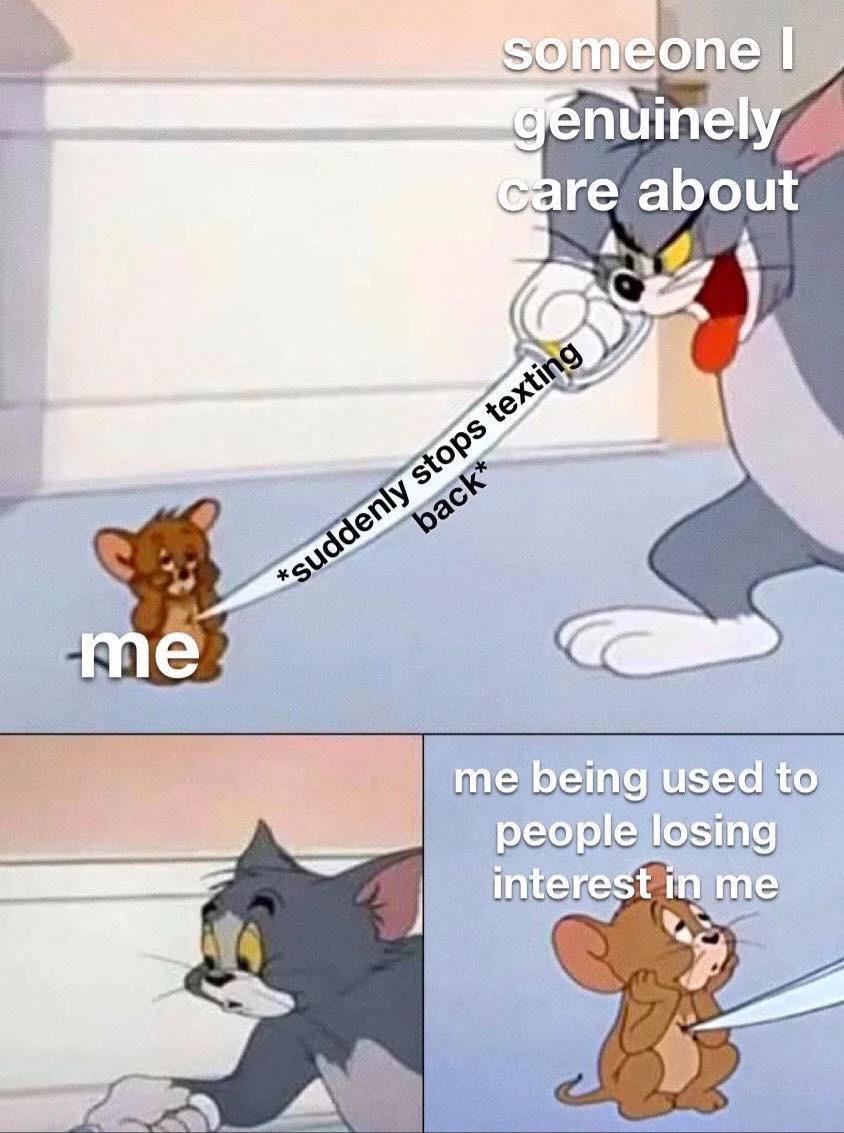 someone I
genuinely
care about
*suddenly stops texting
back*
me
me being used to
people losing
interest in me